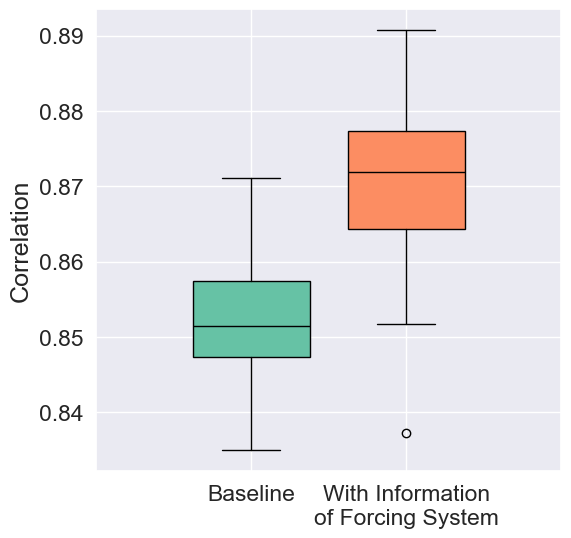 0.89
0.88
0.87
0.86
0.85
0.84
Correlation
Baseline
With Information
of Forcing System